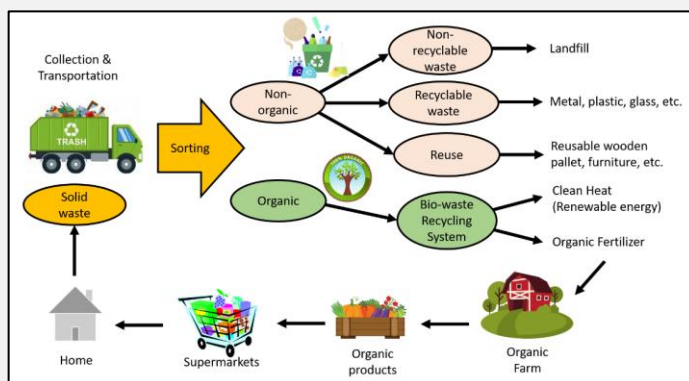 Collection &
Transportation
TRASH
Solid
waste
Sorting
Non-
organic
Non-
recyclable
waste
Landfill
Recyclable
waste
Metal, plastic, glass, etc.
Reuse
Reusable wooden
pallet, furniture, etc.
Organic
Bio-waste
Recycling
System
Clean Heat
(Renewable energy)
Organic Fertilizer
Organic
Farm
Organic
products
Supermarkets
Home